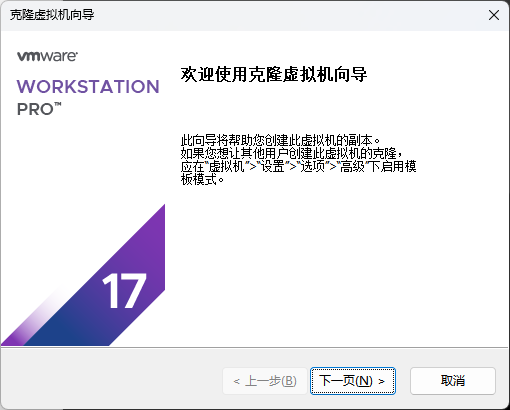 克隆虚拟机向导
vmware
WORKSTATION
PRO™
17
欢迎使用克隆虚拟机向导
此向导将帮助您创建此虚拟机的副本。
如果您想让其他用户创建此虚拟机的克隆，
应在“虚拟机”>“设置”>“选项”>“高级”下启用模
板模式。
< 上一步(B)
下一页(N) >
取消